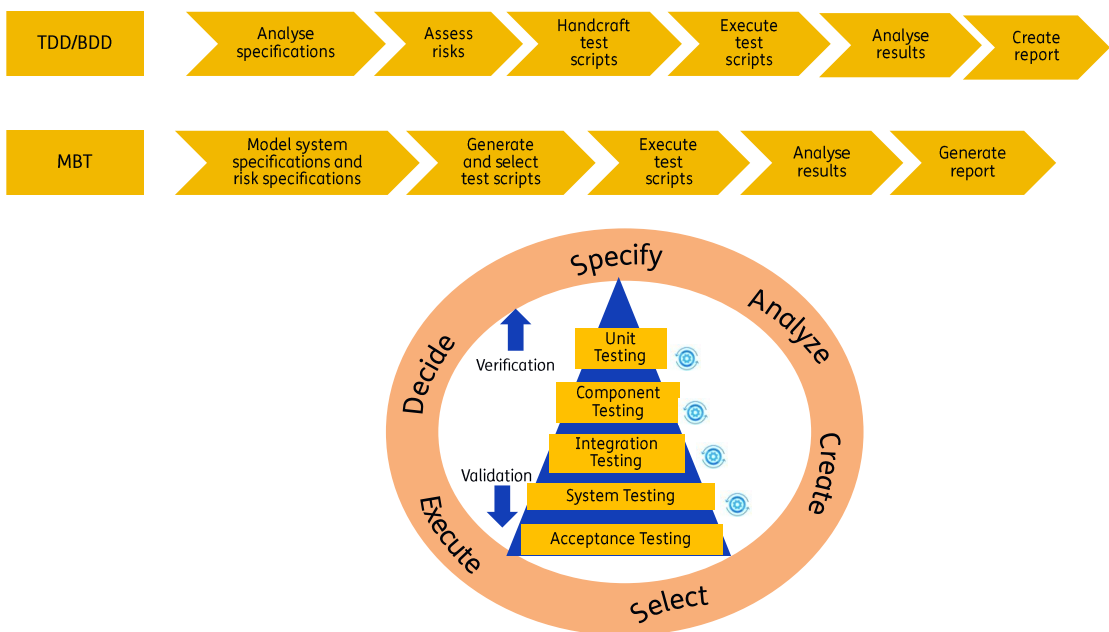 TDD/BDD
Analyse
specifications
Assess
risks
Handcraft
test
scripts
Execute
test
scripts
Analyse
results
Create
report
MBT
Model system
specifications and
risk specifications
Generate
and select
test scripts
Execute
test
scripts
Analyse
results
Generate
report
Specify
Analyze
Create
Select
Execute
Decide
Verification
Validation
Unit
Testing
Component
Testing
Integration
Testing
System Testing
Acceptance Testing